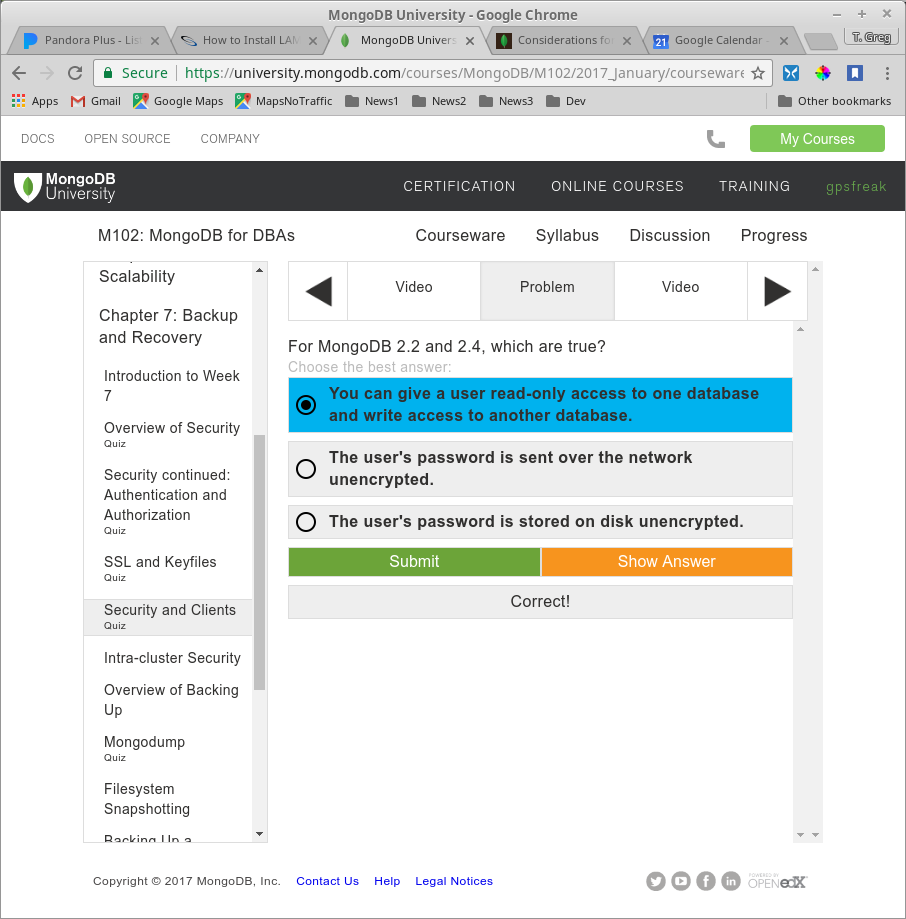 MongoDB University - Google Chrome
Pandora Plus - List
How to Install LAM
MongoDB Univers
Considerations fo
21 Google Calendar -
T. Greg
Secure https://university.mongodb.com/courses/MongoDB/M102/2017_January/courseware
Apps Gmail Google Maps MapsNoTraffic News1 News2 News3 Dev Other bookmarks
DOCS OPEN SOURCE COMPANY My Courses
MongoDB University CERTIFICATION ONLINE COURSES TRAINING gpsfreak
M102: MongoDB for DBAs Courseware Syllabus Discussion Progress
Scalability
Chapter 7: Backup
and Recovery
Introduction to Week
7
Overview of Security
Quiz
Security continued:
Authentication and
Authorization
Quiz
SSL and Keyfiles
Quiz
Security and Clients
Quiz
Intra-cluster Security
Overview of Backing
Up
Mongodump
Quiz
Filesystem
Snapshotting
Backing Up a
Video Problem Video
For MongoDB 2.2 and 2.4, which are true?
Choose the best answer:
You can give a user read-only access to one database
and write access to another database.
The user's password is sent over the network
unencrypted.
The user's password is stored on disk unencrypted.
Submit Show Answer
Correct!
Copyright © 2017 MongoDB, Inc. Contact Us Help Legal Notices
POWERED BY
OPEN edX